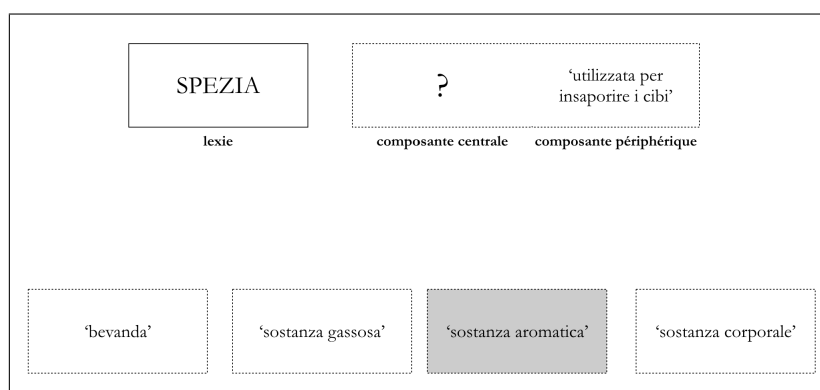 SPEZIA
?
‘utilizzata per
insaporire i cibi’
lexie
composante centrale
composante périphérique
‘bevanda’
‘sostanza gassosa’
‘sostanza aromatica’
‘sostanza corporale’